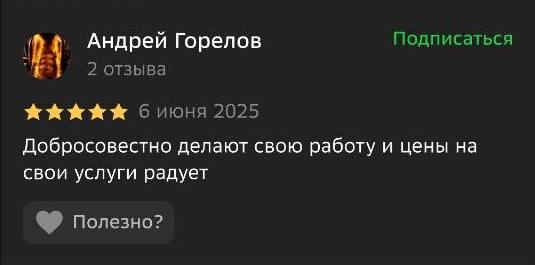 Андрей Горелов
Подписаться
2 отзыва
6 июня 2025
Добросовестно делают свою работу и цены на
свои услуги радует
Полезно?